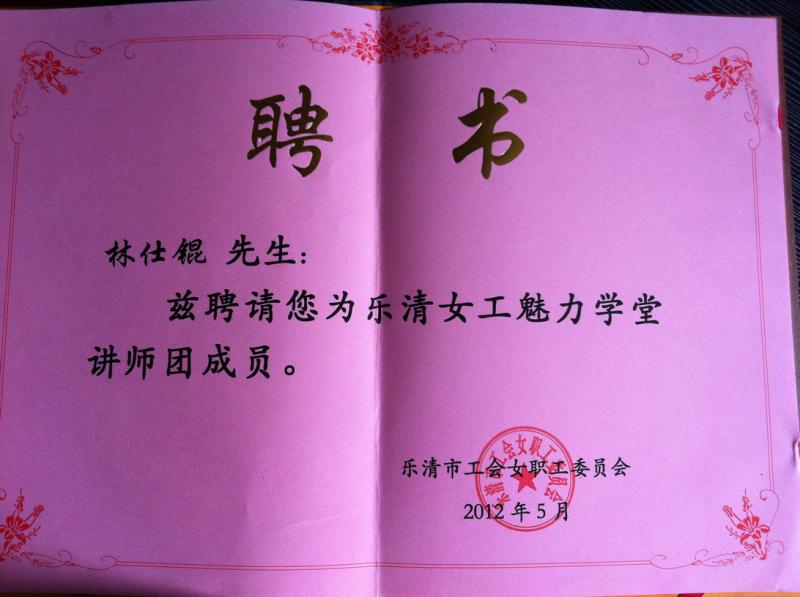 聘书
林仕锟 先生：
兹聘请您为乐清女工魅力学堂
讲师团成员。
乐清市工会女职工委员会
2012年5月